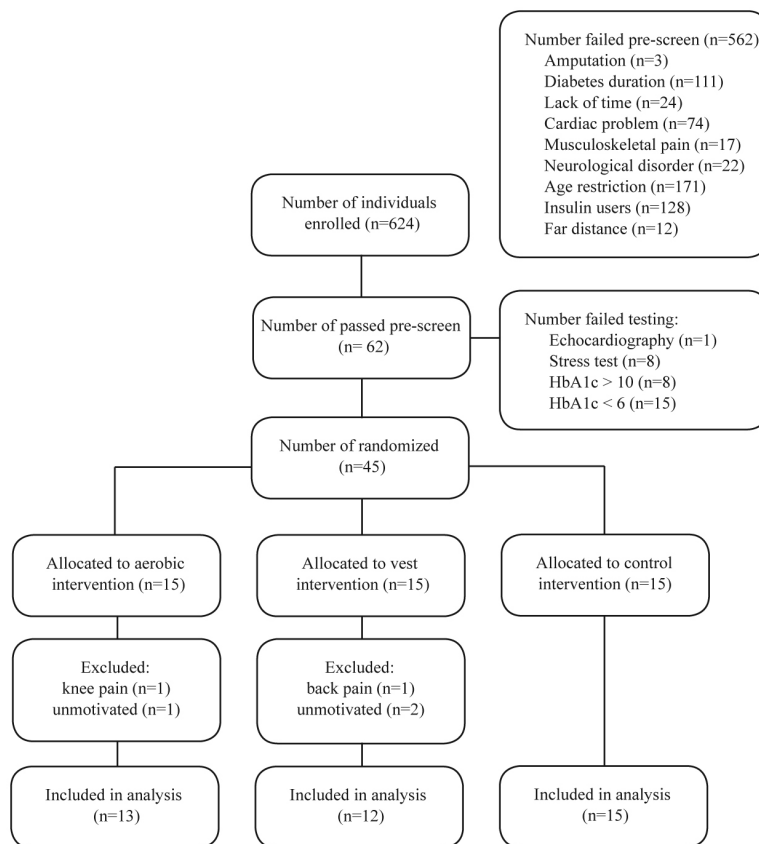 Number failed pre-screen (n=562)
Amputation (n=3)
Diabetes duration (n=111)
Lack of time (n=24)
Cardiac problem (n=74)
Musculoskeletal pain (n=17)
Neurological disorder (n=22)
Age restriction (n=171)
Insulin users (n=128)
Far distance (n=12)
Number of individuals
enrolled (n=624)
Number of passed pre-screen
(n= 62)
Number failed testing:
Echocardiography (n=1)
Stress test (n=8)
HbA1c > 10 (n=8)
HbA1c < 6 (n=15)
Number of randomized
(n=45)
Allocated to aerobic
intervention (n=15)
Allocated to vest
intervention (n=15)
Allocated to control
intervention (n=15)
Excluded:
knee pain (n=1)
unmotivated (n=1)
Excluded:
back pain (n=1)
unmotivated (n=2)
Included in analysis
(n=13)
Included in analysis
(n=12)
Included in analysis
(n=15)